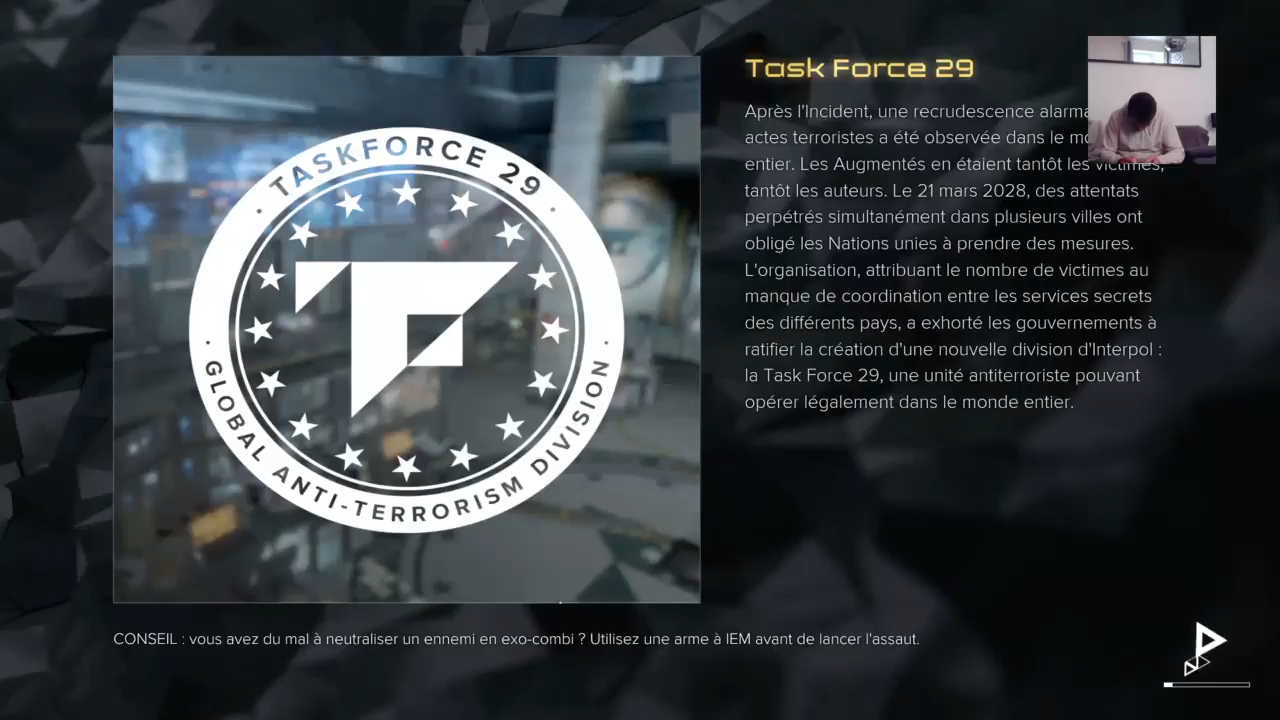 TASKFORCE 29
GLOBAL ANTI-TERRORISM DIVISION
Task Force 29
Après l'Incident, une recrudescence
actes terroristes a été observée dans le
entier. Les Augmentés en étaient tantôt les victimes,
tantôt les auteurs. Le 21 mars 2028, des attentats
perpétrés simultanément dans plusieurs villes ont
obligé les Nations unies à prendre des mesures.
L'organisation, attribuant le nombre de victimes au
manque de coordination entre les services secrets
des différents pays, a exhorté les gouvernements à
ratifier la création d'une nouvelle division d'Interpol :
la Task Force 29, une unité antiterroriste pouvant
opérer légalement dans le monde entier.
CONSEIL : vous avez du mal à neutraliser un ennemi en exo-combi ? Utilisez une arme à IEM avant de lancer l'assaut.